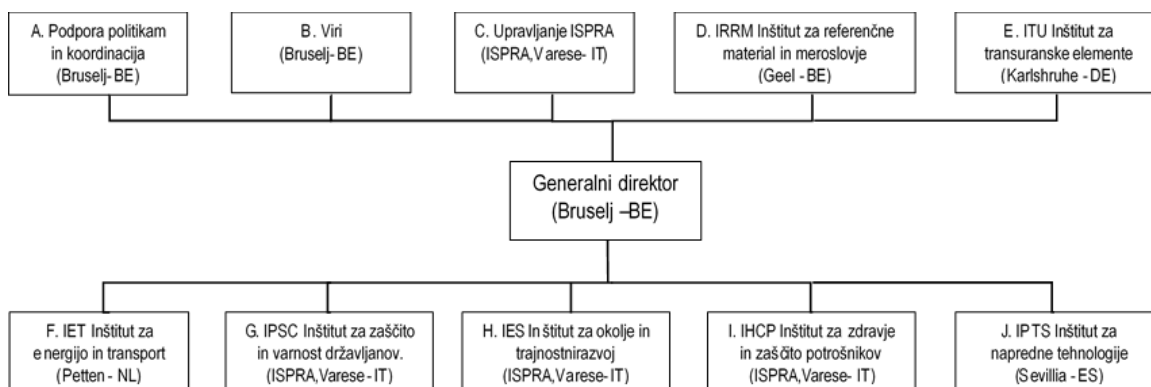 A. Podpora politikam
in koordinacija
(Bruselj- BE)
B. Viri
(Bruselj- BE)
C. Upravljanje ISPRA
(ISPRA,Varese- IT)
D. IRRM Inštitut za referenčne
material in meroslovje
(Geel - BE)
E. ITU Inštitut za
transuranske elemente
(Karlshruhe - DE)
Generalni direktor
(Bruselj –BE)
F. IET Inštitut za
energijo in transport
(Petten - NL)
G. IPSC Inštitut za zaščito
in varnost državljanov.
(ISPRA,Varese - IT)
H. IES Inštitut za okolje in
trajnostnirazvoj
(ISPRA,Varese - IT)
I. IHCP Inštitut za zdravje
in zaščito potrošnikov
(ISPRA,Varese- IT)
J. IPTS Inštitut za
napredne tehnologije
(Sevillia - ES)